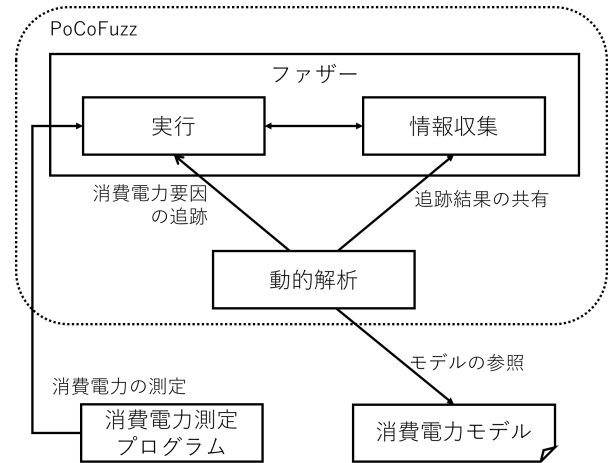 PoCoFuzz
ファザー
実行
情報収集
消費電力要因
の追跡
追跡結果の共有
動的解析
モデルの参照
消費電力の測定
消費電力測定
プログラム
消費電力モデル